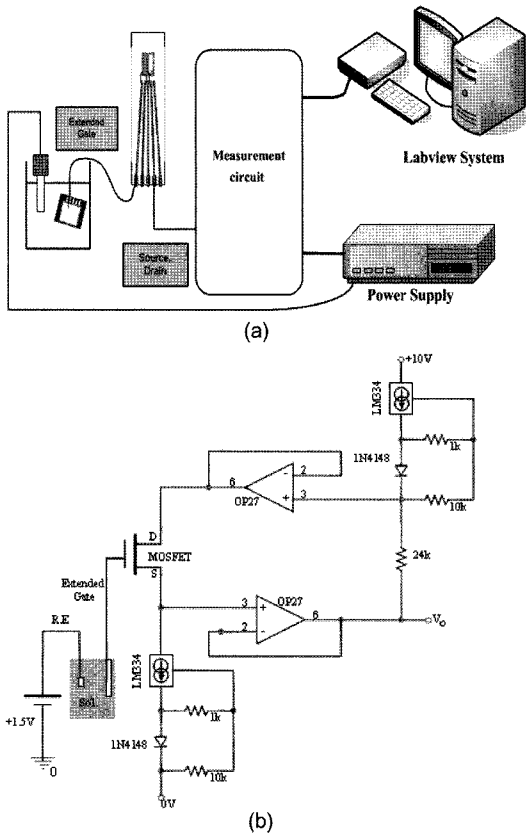 Extended
Gate
Measurement
circuit
Labview System
Source,
Drain
Power Supply
(a)
+10V
LM334
1k
1N4148
2
6
-
+
3
OP27
10k
D
MOSFET
S
24k
Extended
Gate
OP27
3
+
6
2
-
Vo
R.E
LM334
Sol.
1k
+1.5V
1N4148
10k
0
0V
(b)